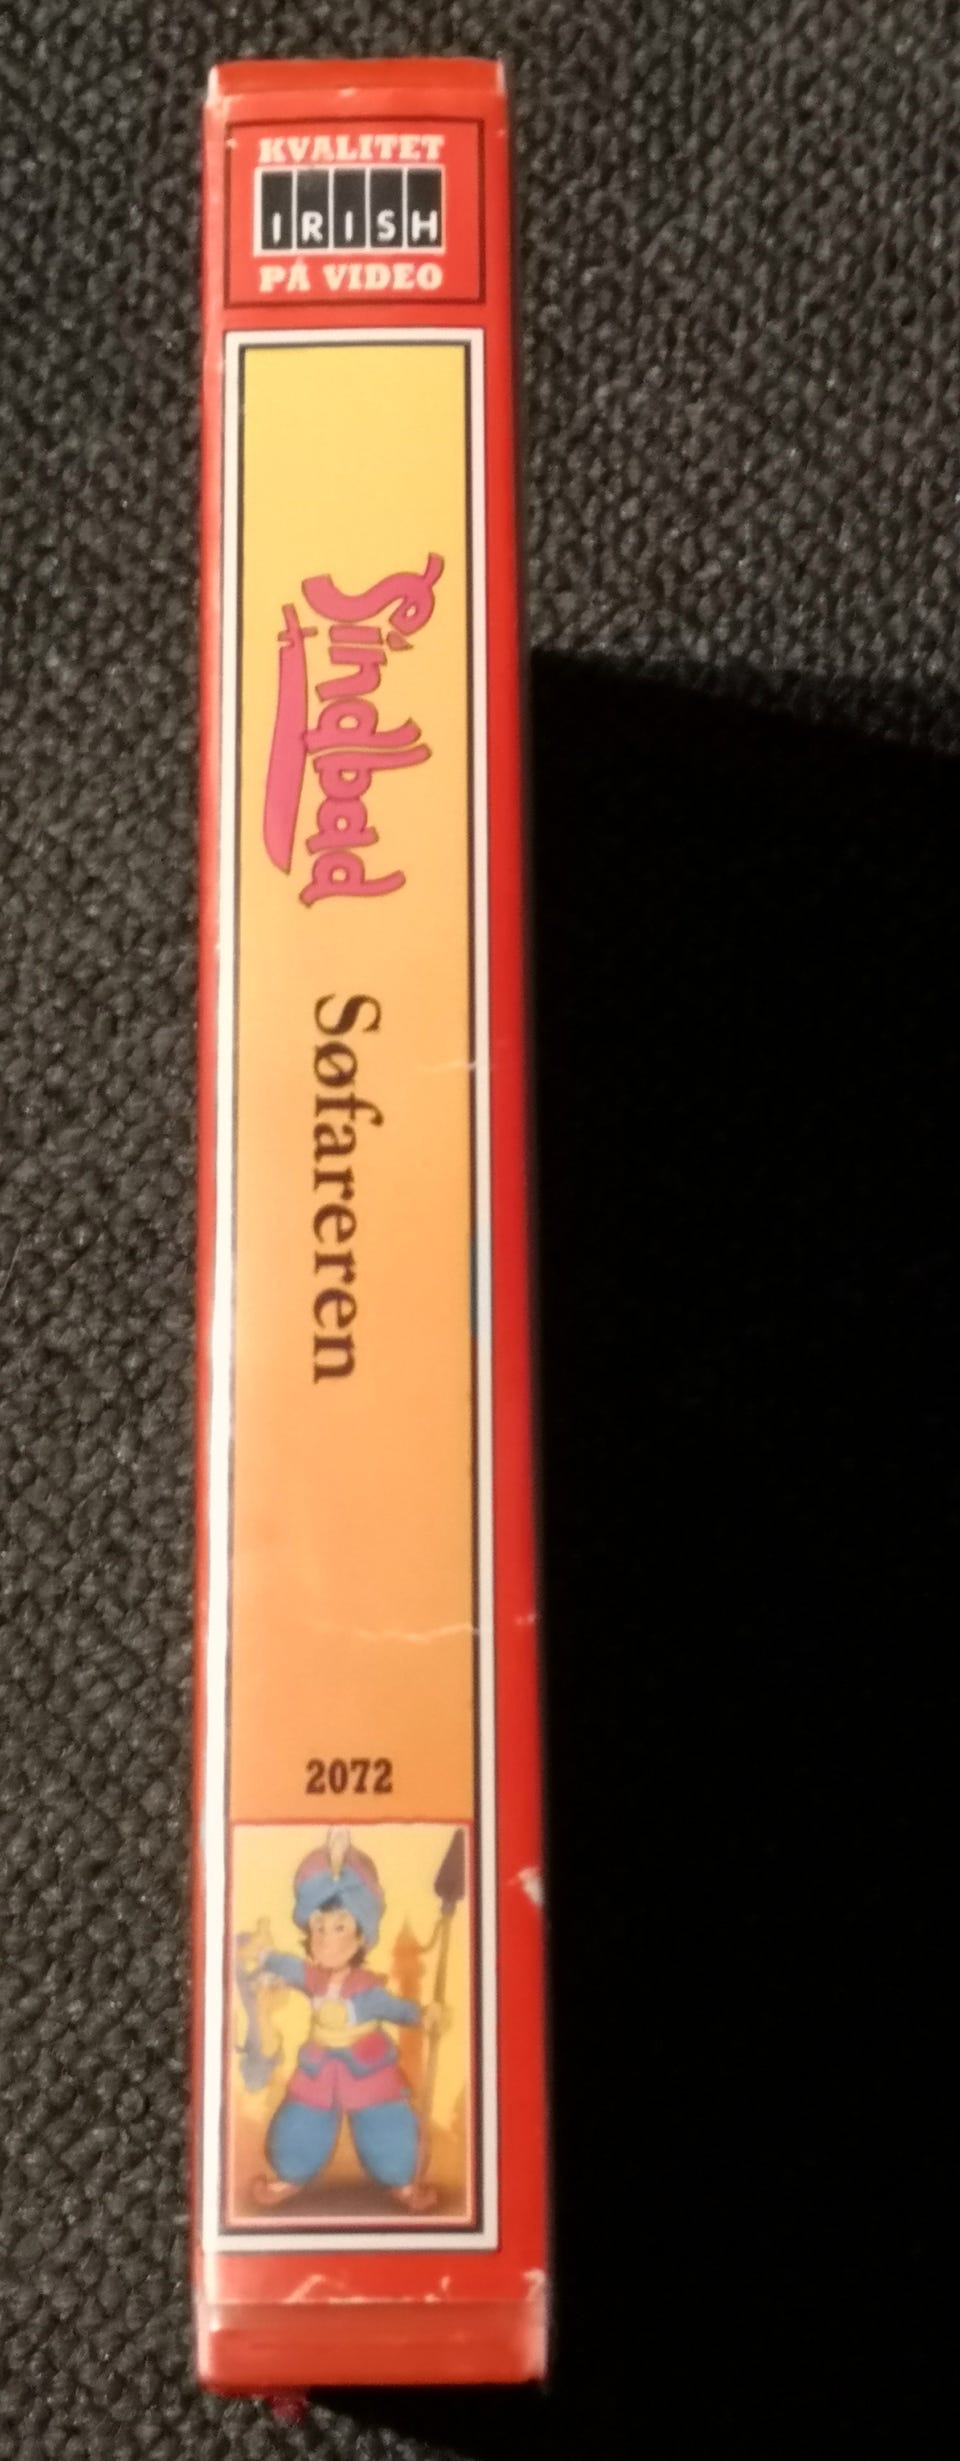 KVALITET
IRISH
PÅ VIDEO
Sindbad Søfareren
2072